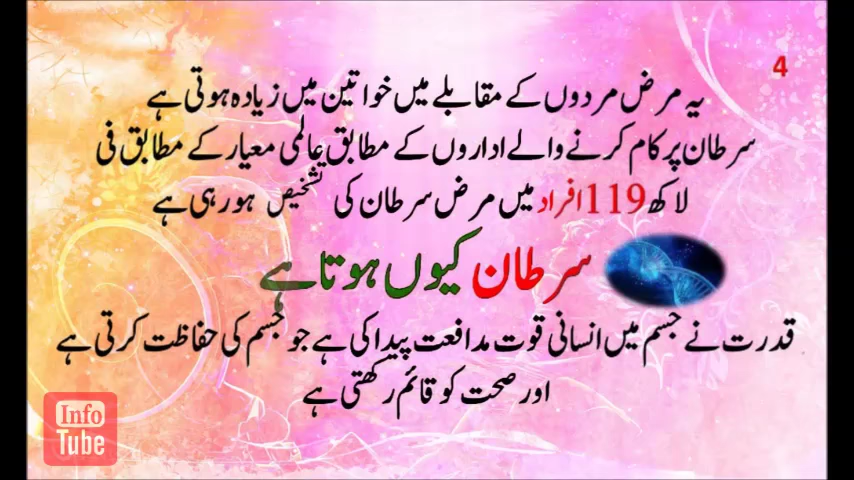 4
یہ مرض مردوں کے مقابلے میں خواتین میں زیادہ ہوتی ہے
سرطان پر کام کرنے والے اداروں کے مطابق عالمی معیار کے مطابق فی
لاکھ 119 افراد میں مرض سرطان کی تشخیص ہو رہی ہے
سرطان کیوں ہوتا ہے
قدرت نے جسم میں انسانی قوت مدافعت پیدا کی ہے جو جسم کی حفاظت کرتی ہے
اور صحت کو قائم رکھتی ہے
Info
Tube